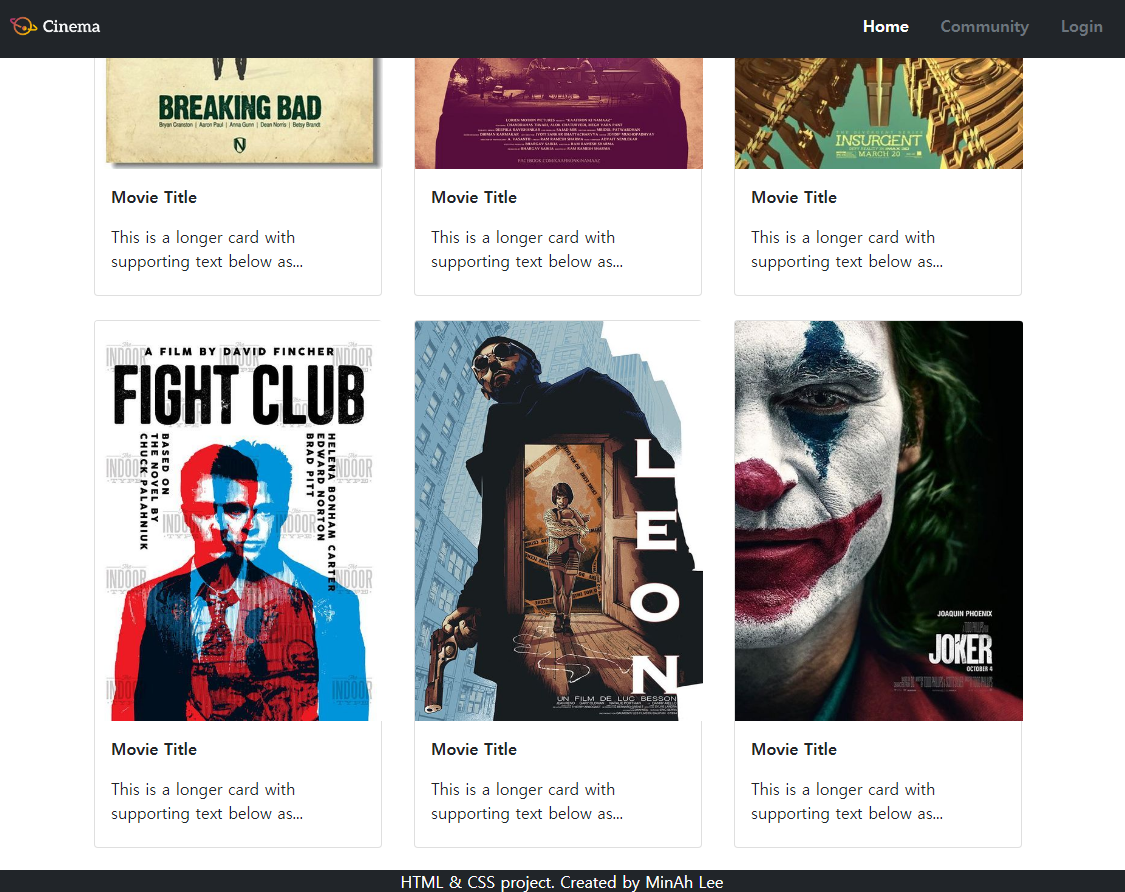 Cinema
Home Community Login
BREAKING BAD
Bryan Cranston | Aaron Paul | Anna Gunn | Dean Norris | Betsy Brandt
INSURGENT
MARCH 20
Movie Title
This is a longer card with
supporting text below as...
Movie Title
This is a longer card with
supporting text below as...
Movie Title
This is a longer card with
supporting text below as...
A FILM BY DAVID FINCHER
FIGHT CLUB
BASED ON
THE NOVEL BY
CHUCK PALAHNIUK
HELENA BONHAM CARTER
EDWARD NORTON
BRAD PITT
INDOOR
INDOOR
INDOOR
INDOOR
INDOOR
INDOOR
LEON
UN FILM DE LUC BESSON
JOAQUIN PHOENIX
JOKER
OCTOBER 4
Movie Title
This is a longer card with
supporting text below as...
Movie Title
This is a longer card with
supporting text below as...
Movie Title
This is a longer card with
supporting text below as...
HTML & CSS project. Created by MinAh Lee